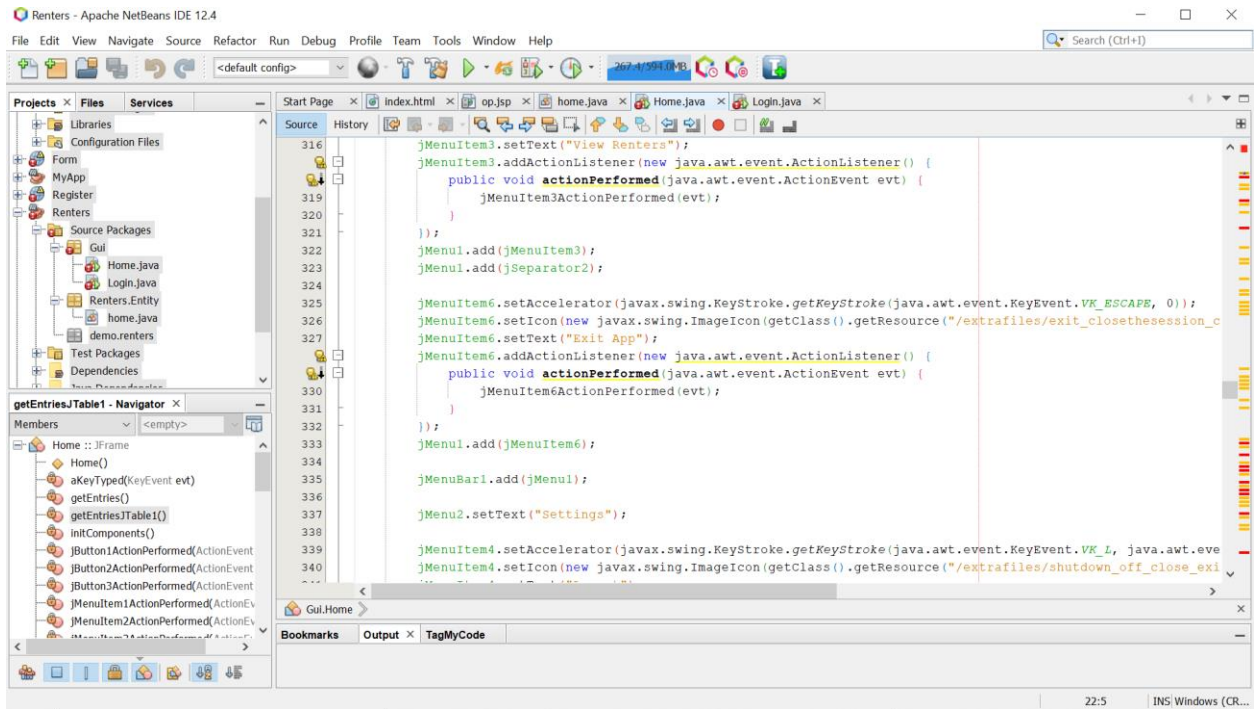 Renters - Apache NetBeans IDE 12.4
File Edit View Navigate Source Refactor Run Debug Profile Team Tools Window Help
Search (Ctrl+I)
<default config>
267.4/594.0MB
Projects Files Services
Libraries
Configuration Files
Form
MyApp
Register
Renters
Source Packages
Gui
Home.java
Login.java
Renters.Entity
home.java
demo.renters
Test Packages
Dependencies
Java Dependencies
getEntriesJTable1 - Navigator
Members <empty>
Home :: JFrame
Home()
aKeyTyped(KeyEvent evt)
getEntries()
getEntriesJTable1()
initComponents()
jButton1ActionPerformed(ActionEvent
jButton2ActionPerformed(ActionEvent
jButton3ActionPerformed(ActionEvent
jMenuItem1ActionPerformed(ActionEv
jMenuItem2ActionPerformed(ActionEv
Start Page index.html op.jsp home.java Home.java Login.java
Source History
316 jMenuItem3.setText("View Renters");
jMenuItem3.addActionListener(new java.awt.event.ActionListener() {
public void actionPerformed(java.awt.event.ActionEvent evt) {
319 jMenuItem3ActionPerformed(evt);
320 }
321 });
322 jMenu1.add(jMenuItem3);
323 jMenu1.add(jSeparator2);
324
325 jMenuItem6.setAccelerator(javax.swing.KeyStroke.getKeyStroke(java.awt.event.KeyEvent.VK_ESCAPE, 0));
326 jMenuItem6.setIcon(new javax.swing.ImageIcon(getClass().getResource("/extrafiles/exit_closethesession_c
327 jMenuItem6.setText("Exit App");
jMenuItem6.addActionListener(new java.awt.event.ActionListener() {
public void actionPerformed(java.awt.event.ActionEvent evt) {
330 jMenuItem6ActionPerformed(evt);
331 }
332 });
333 jMenu1.add(jMenuItem6);
334
335 jMenuBar1.add(jMenu1);
336
337 jMenu2.setText("Settings");
338
339 jMenuItem4.setAccelerator(javax.swing.KeyStroke.getKeyStroke(java.awt.event.KeyEvent.VK_L, java.awt.eve
340 jMenuItem4.setIcon(new javax.swing.ImageIcon(getClass().getResource("/extrafiles/shutdown_off_close_exi
Gui.Home
Bookmarks Output TagMyCode
22:5 INS Windows (CR...